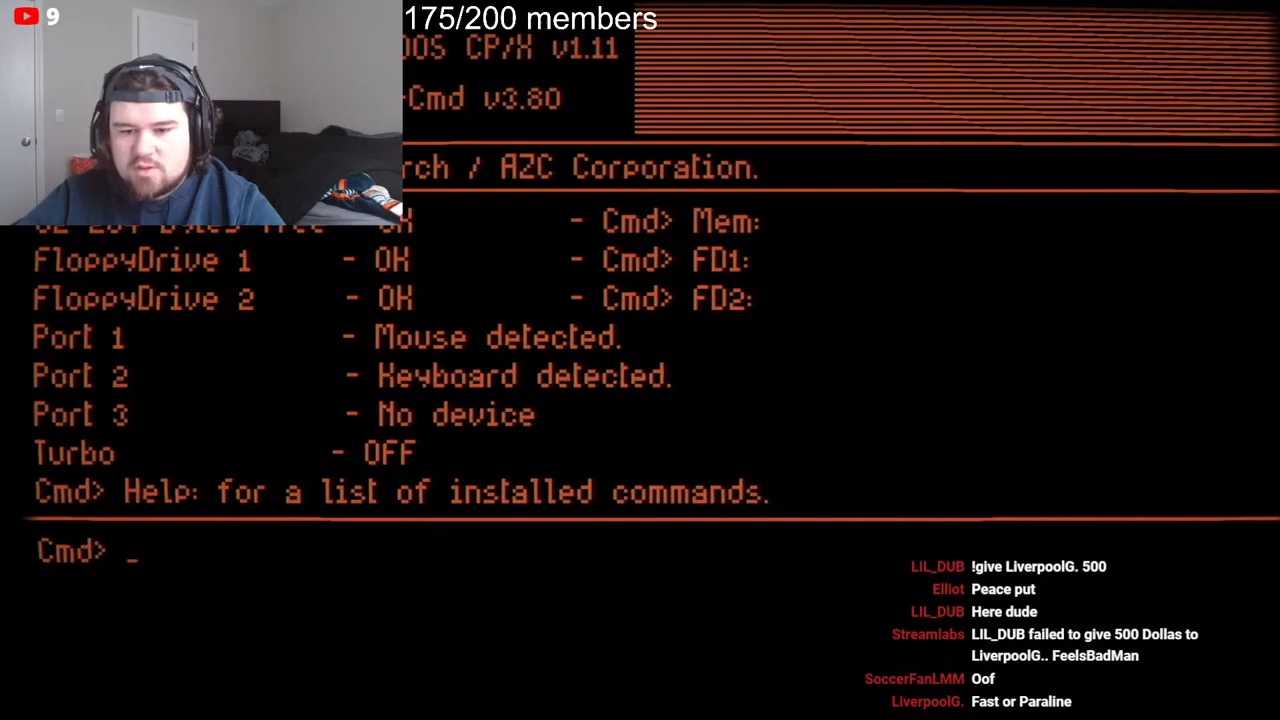 9
175/200 members
DOS CP/X v1.11
Cmd v3.80
rch / AZC Corporation.
- Cmd> Mem:
FloppyDrive 1 - OK - Cmd> FD1:
FloppyDrive 2 - OK - Cmd> FD2:
Port 1 - Mouse detected.
Port 2 - Keyboard detected.
Port 3 - No device
Turbo - OFF
Cmd> Help: for a list of installed commands.
Cmd> _
LIL_DUB !give LiverpoolG. 500
Elliot Peace put
LIL_DUB Here dude
Streamlabs LIL_DUB failed to give 500 Dollas to
LiverpoolG.. FeelsBadMan
SoccerFanLMM Oof
LiverpoolG. Fast or Paraline